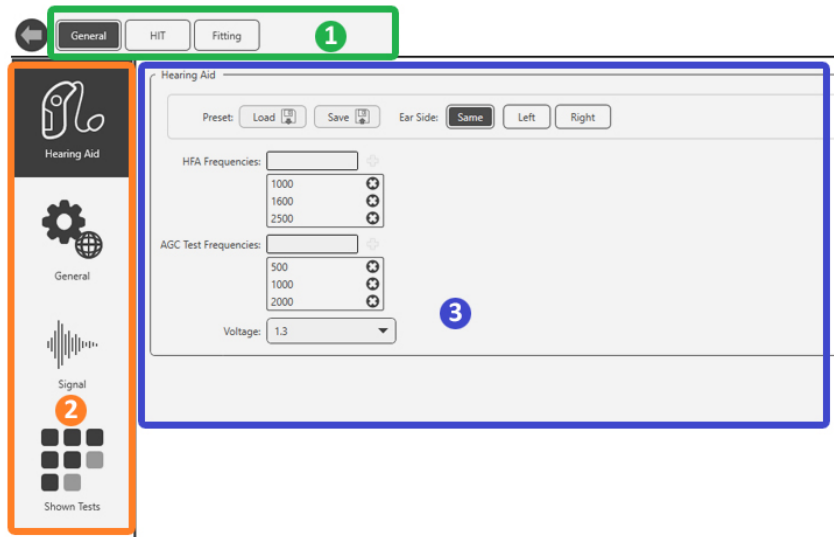 General HIT Fitting 1
Hearing Aid
General
Signal
2
Shown Tests
Hearing Aid
Preset: Load Save Ear Side: Same Left Right
HFA Frequencies:
1000
1600
2500
AGC Test Frequencies:
500
1000
2000
3
Voltage: 1.3